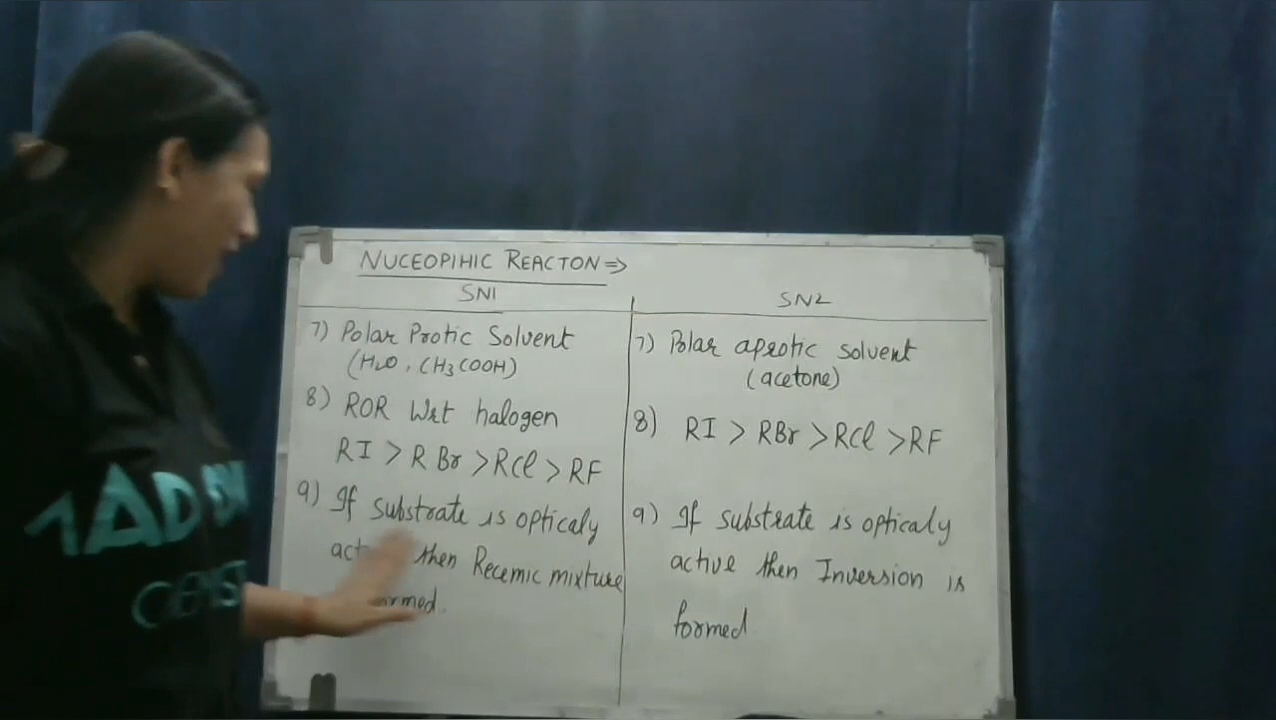 NUCEOPIHIC REACTON ⇒
SN1
7) Polar Protic Solvent
(H2O, CH3COOH)
8) ROR Wrt halogen
RI > R Br > RCl > RF
9) If substrate is opticaly
then Recemic mixture
SN2
7) Polar aprotic solvent
(acetone)
8) RI > RBr > RCl > RF
9) If substrate is opticaly
active then Inversion is
formed